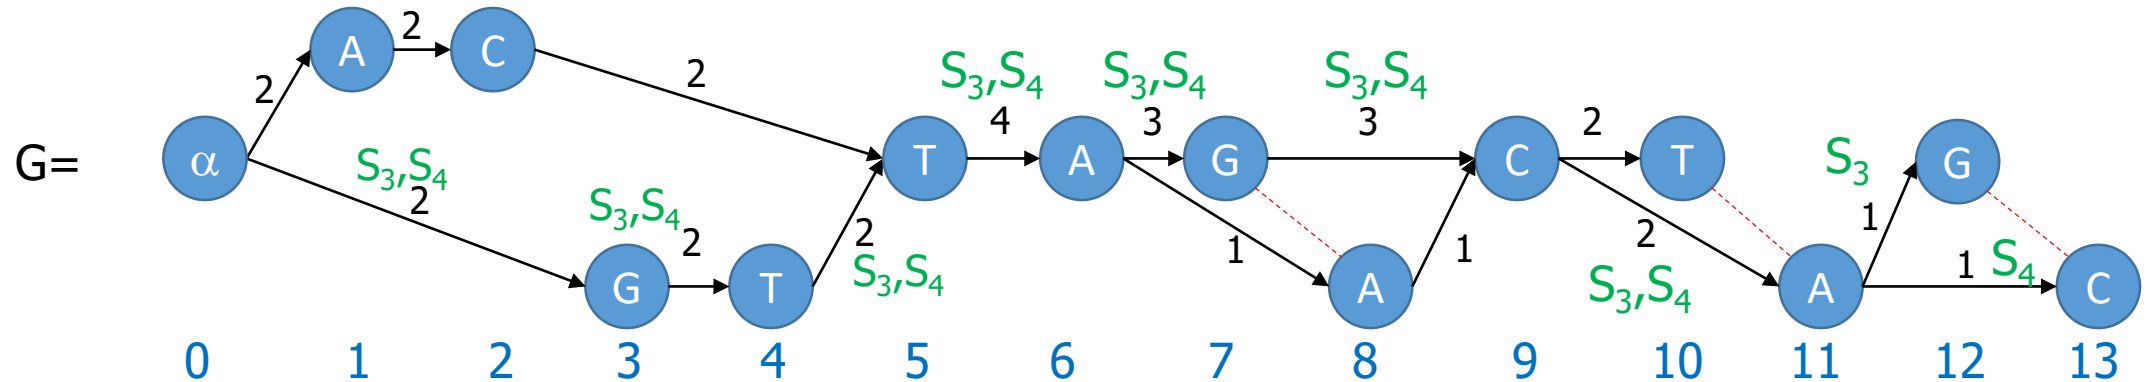 A 2 C
2 2 S₃,S₄ S₃,S₄ S₃,S₄
4 3 3 2
G= α T A G C T G
S₃,S₄ S₃
2 S₃,S₄ 2 2 1 1 2 1
S₃,S₄ S₃,S₄ 1 S₄
G T A A C
0 1 2 3 4 5 6 7 8 9 10 11 12 13